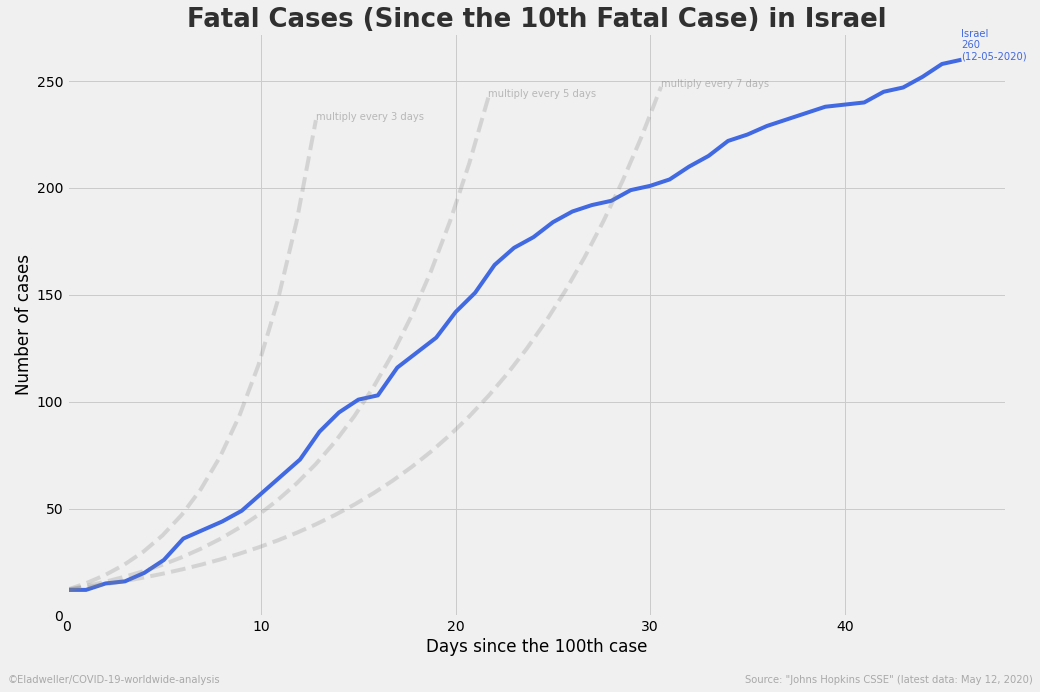 Fatal Cases (Since the 10th Fatal Case) in Israel
Israel
260
(12-05-2020)
multiply every 3 days
multiply every 5 days
multiply every 7 days
Number of cases
250
200
150
100
50
0
0
10
20
30
40
Days since the 100th case
©Eladweller/COVID-19-worldwide-analysis
Source: "Johns Hopkins CSSE" (latest data: May 12, 2020)